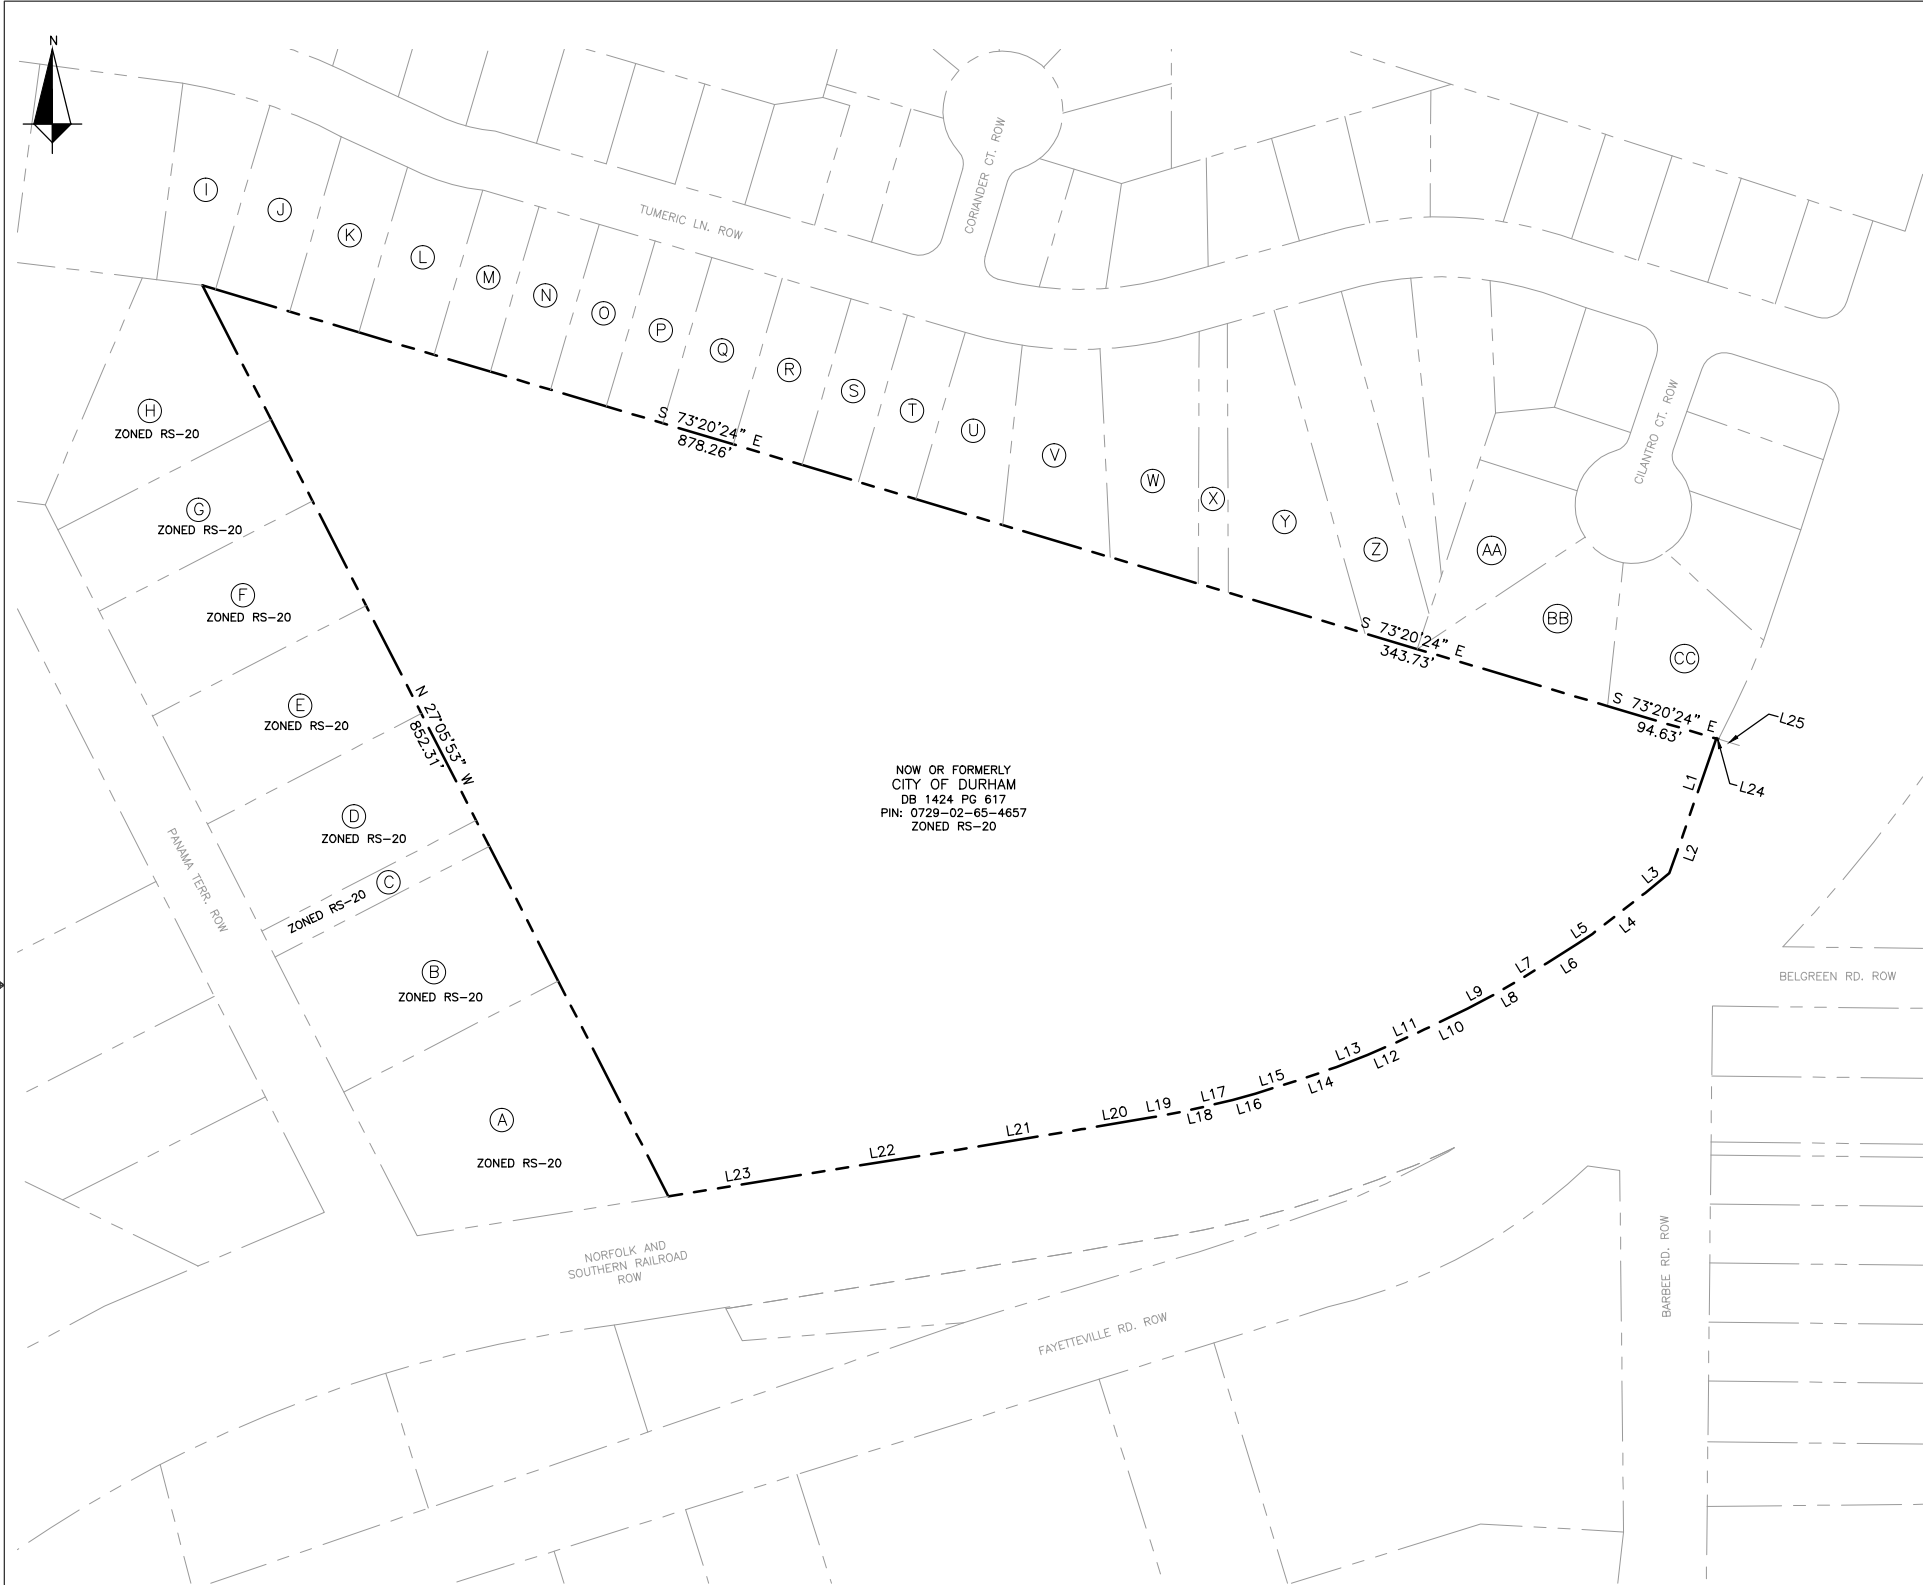 N
I
J
K
L
M
N
O
P
Q
R
S
T
U
V
W
X
Y
Z
AA
BB
CC
TUMERIC LN. ROW
CORIANDER CT. ROW
CILANTRO CT. ROW
H
ZONED RS-20
G
ZONED RS-20
F
ZONED RS-20
E
ZONED RS-20
D
ZONED RS-20
C
ZONED RS-20
B
ZONED RS-20
A
ZONED RS-20
PANAMA TERR. ROW
S 73°20'24" E
878.26'
S 73°20'24" E
343.73'
S 73°20'24" E
94.63'
N 27°05'53" W
852.31'
NOW OR FORMERLY
CITY OF DURHAM
DB 1424 PG 617
PIN: 0729-02-65-4657
ZONED RS-20
L25
L24
L1
L2
L3
L4
L5
L6
L7
L8
L9
L10
L11
L12
L13
L14
L15
L16
L17
L18
L19
L20
L21
L22
L23
BELGREEN RD. ROW
BARBEE RD. ROW
NORFOLK AND
SOUTHERN RAILROAD
ROW
FAYETTEVILLE RD. ROW